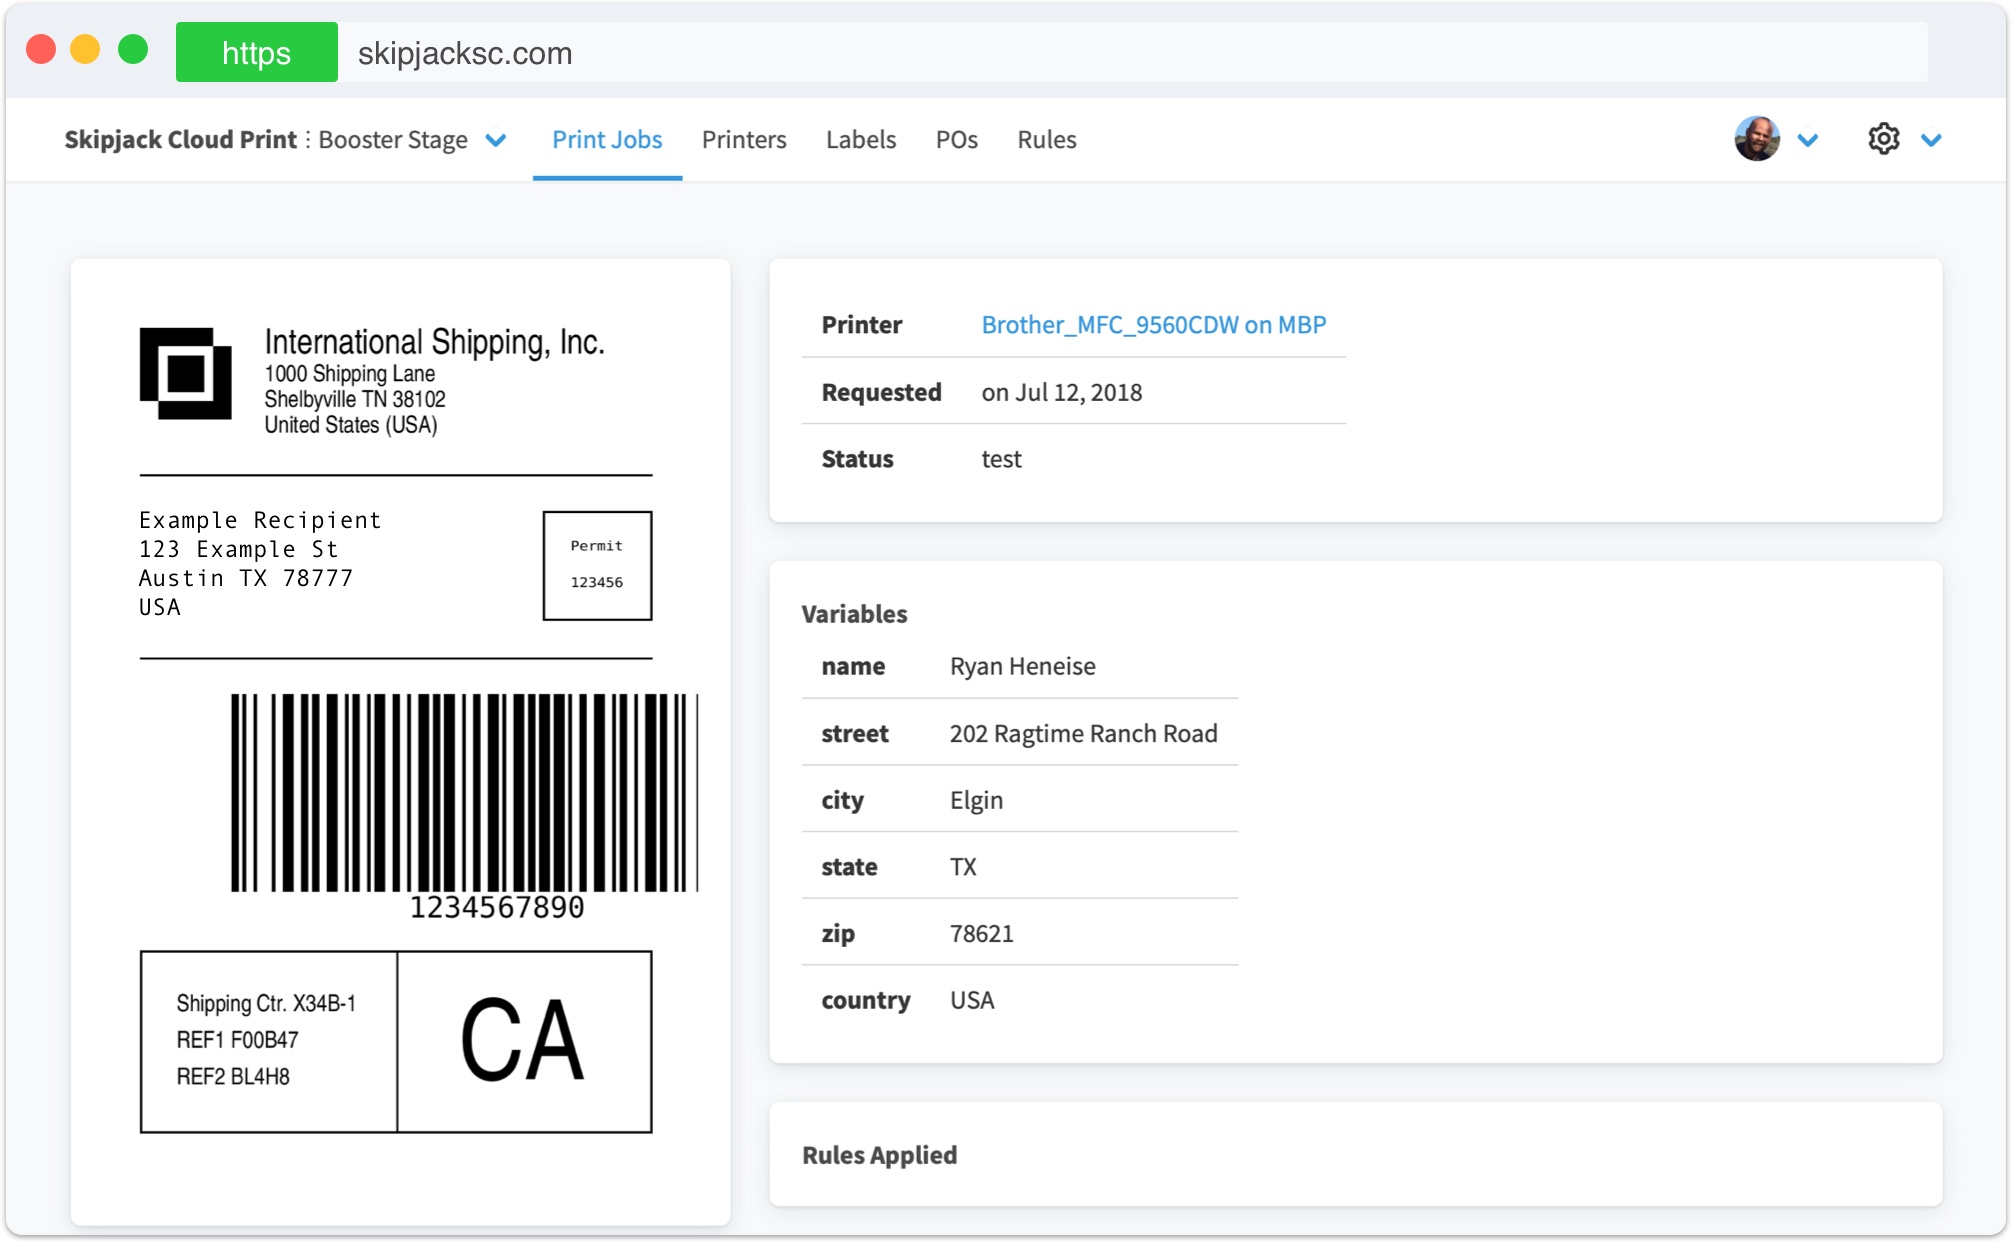 https skipjacksc.com
Skipjack Cloud Print ⋮ Booster Stage Print Jobs Printers Labels POs Rules
International Shipping, Inc.
1000 Shipping Lane
Shelbyville TN 38102
United States (USA)
Example Recipient
123 Example St
Austin TX 78777
USA
Permit
123456
1234567890
Shipping Ctr. X34B-1
REF1 F00B47
REF2 BL4H8
CA
Printer Brother_MFC_9560CDW on MBP
Requested on Jul 12, 2018
Status test
Variables
name Ryan Heneise
street 202 Ragtime Ranch Road
city Elgin
state TX
zip 78621
country USA
Rules Applied